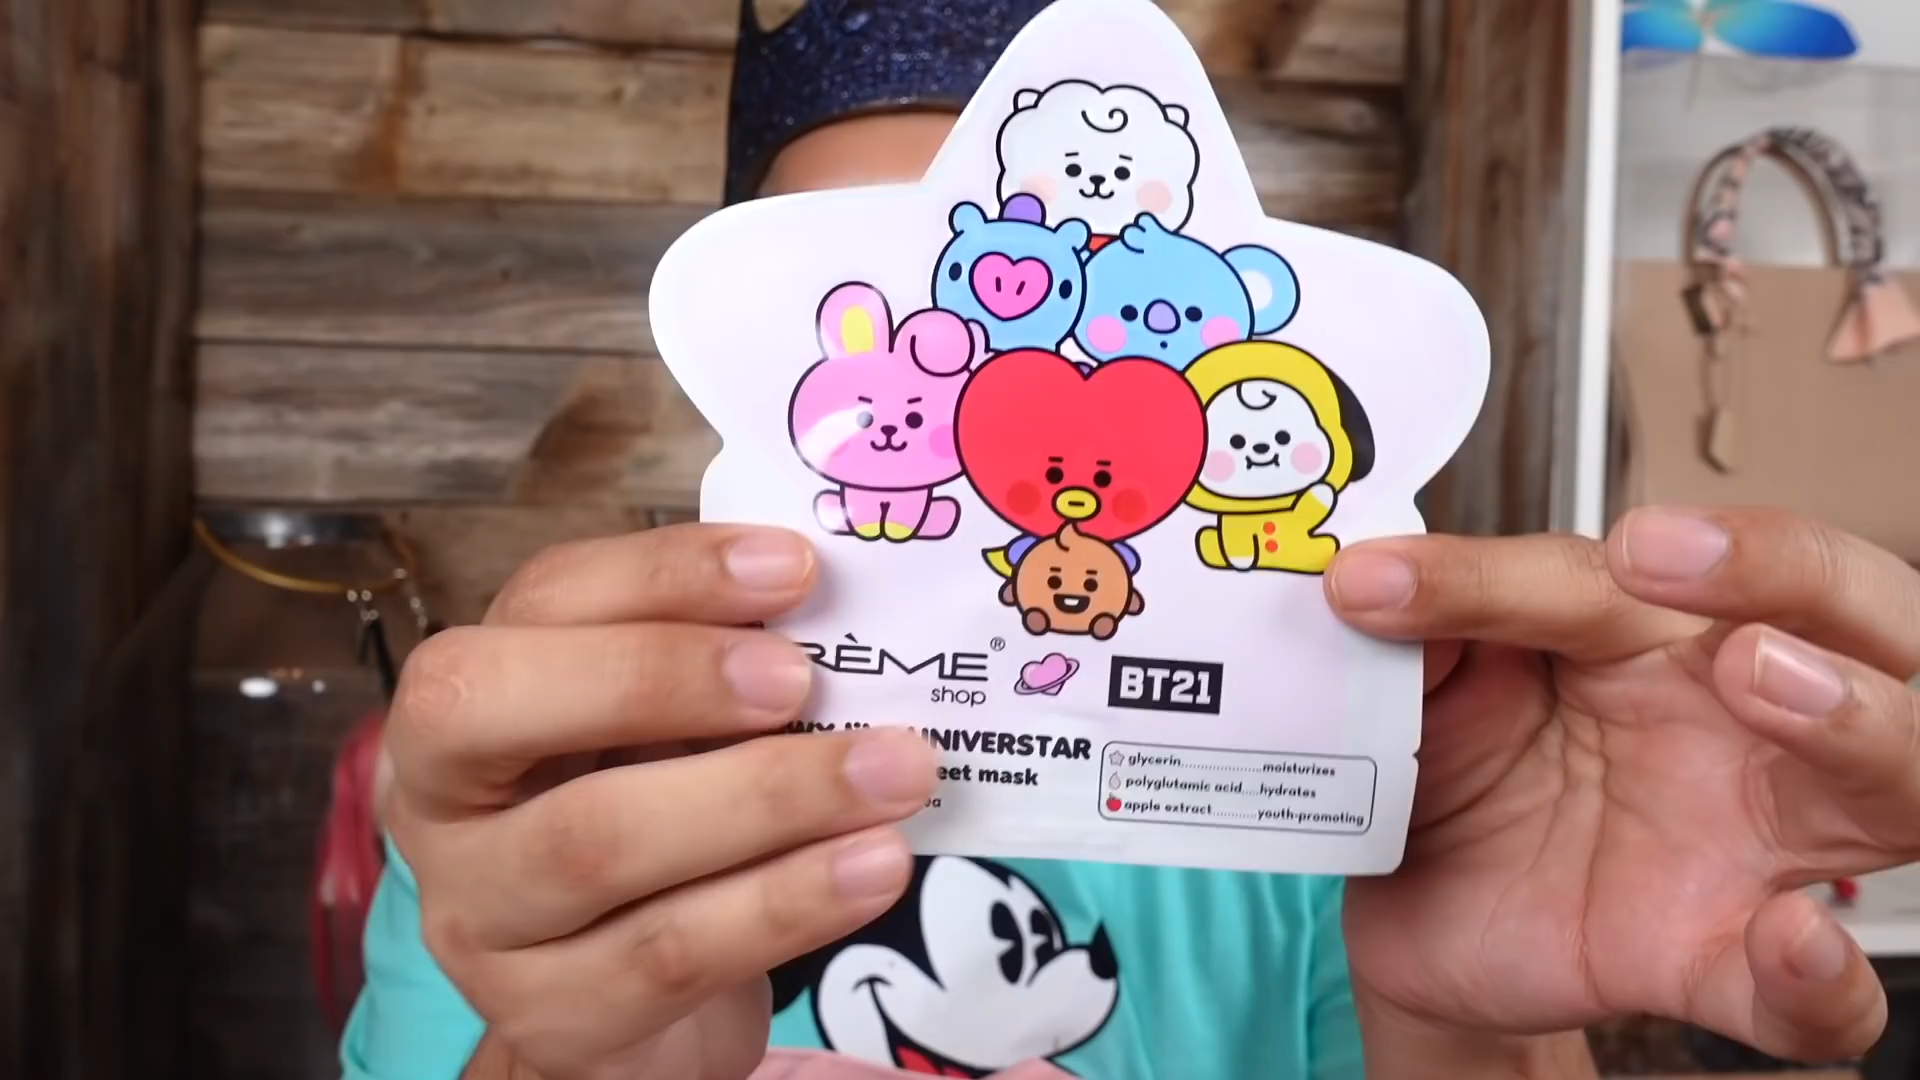 RÈME®
shop
BT21
UNIVERSTAR
eet mask
glycerin....................moisturizes
polyglutamic acid.....hydrates
apple extract............youth-promoting